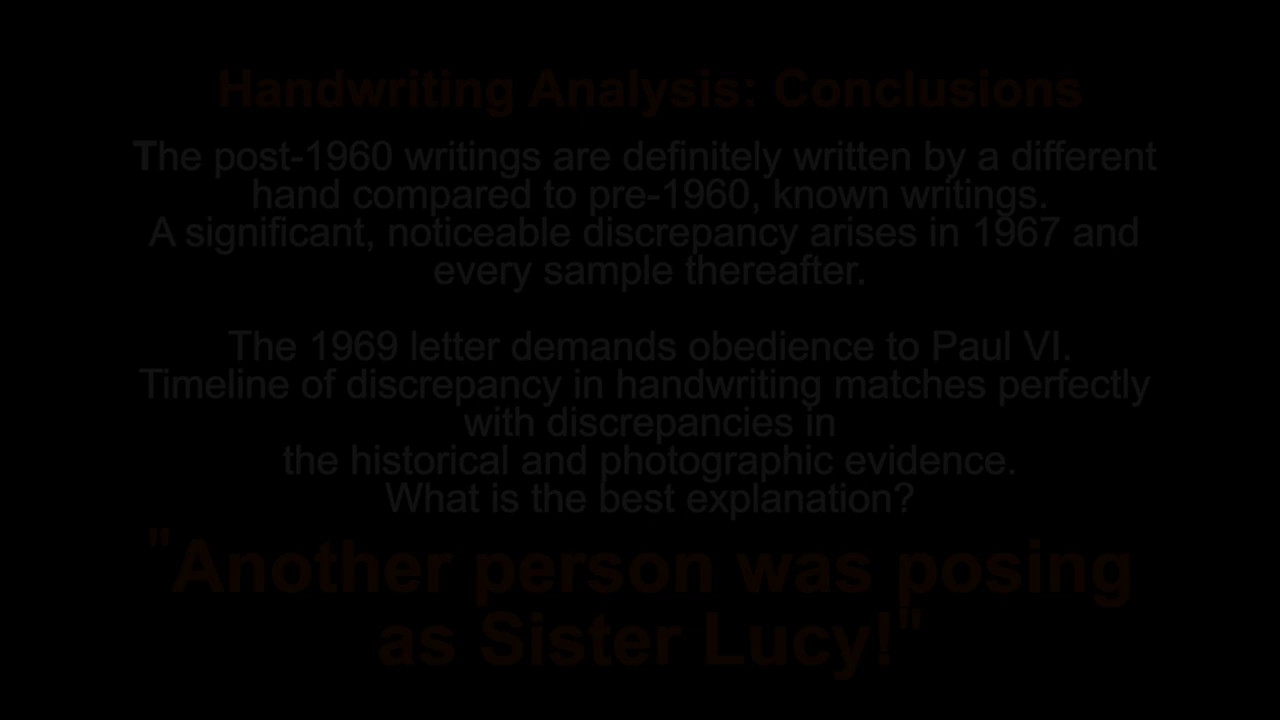 Handwriting Analysis: Conclusions
The post-1960 writings are definitely written by a different
hand compared to pre-1960, known writings.
A significant, noticeable discrepancy arises in 1967 and
every sample thereafter.
The 1969 letter demands obedience to Paul VI.
Timeline of discrepancy in handwriting matches perfectly
with discrepancies in
the historical and photographic evidence.
What is the best explanation?
"Another person was posing
as Sister Lucy!"